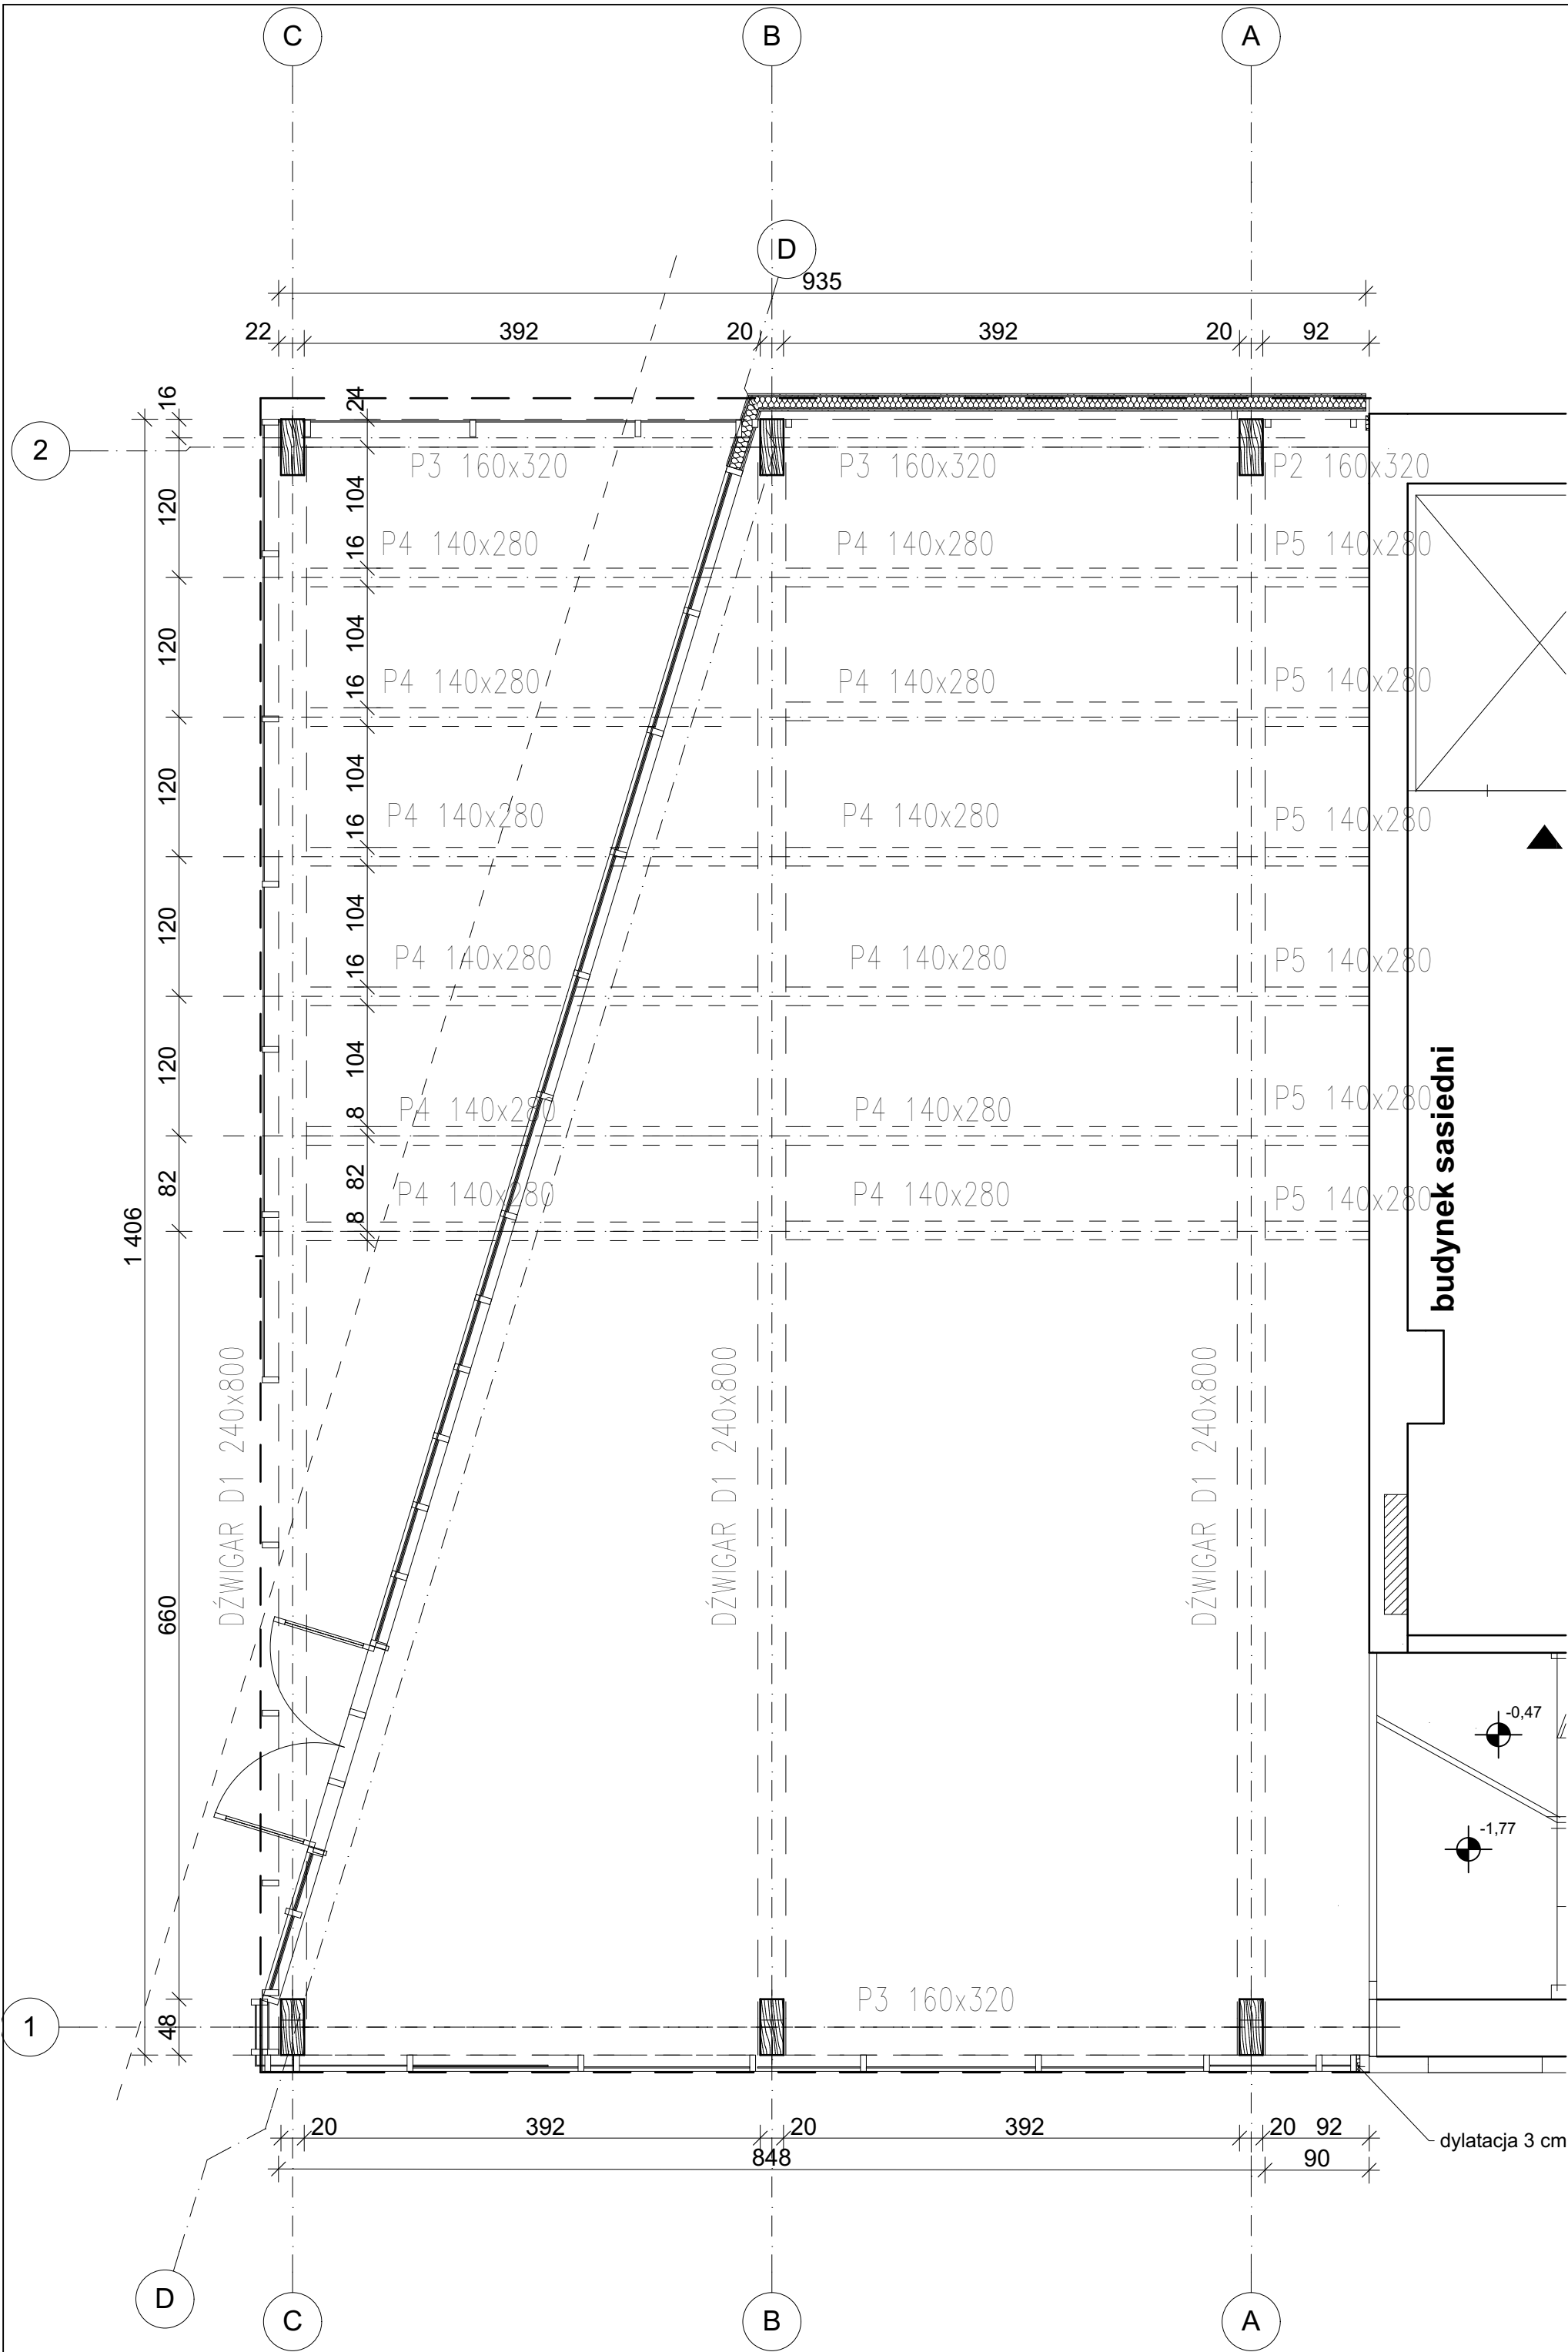 C B A
D
935
22 392 20 392 20 92
16
24
2
P3 160x320 P3 160x320 P2 160x320
120 104
16 P4 140x280 P4 140x280 P5 140x280
120 104
16 P4 140x280 P4 140x280 P5 140x280
120 104
16 P4 140x280 P4 140x280 P5 140x280
120 104
16 P4 140x280 P4 140x280 P5 140x280
120 104
8 P4 140x280 P4 140x280 P5 140x280
82 82
8 P4 140x280 P4 140x280 P5 140x280
1 406
budynek sasiedni
DŹWIGAR D1 240x800
DŹWIGAR D1 240x800
DŹWIGAR D1 240x800
660
-0,47
-1,77
P3 160x320
1
48
20 392 20 392 20 92
dylatacja 3 cm
848 90
D
C B A